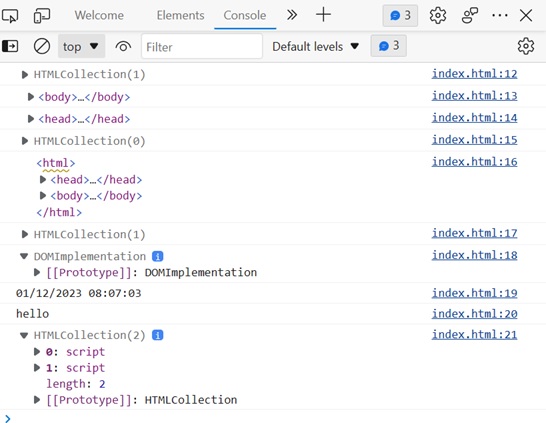 Welcome Elements Console 3
top Filter Default levels 3
HTMLCollection(1) index.html:12
<body>…</body> index.html:13
<head>…</head> index.html:14
HTMLCollection(0) index.html:15
<html> index.html:16
<head>…</head>
<body>…</body>
</html>
HTMLCollection(1) index.html:17
DOMImplementation i index.html:18
[[Prototype]]: DOMImplementation
01/12/2023 08:07:03 index.html:19
hello index.html:20
HTMLCollection(2) i index.html:21
0: script
1: script
length: 2
[[Prototype]]: HTMLCollection